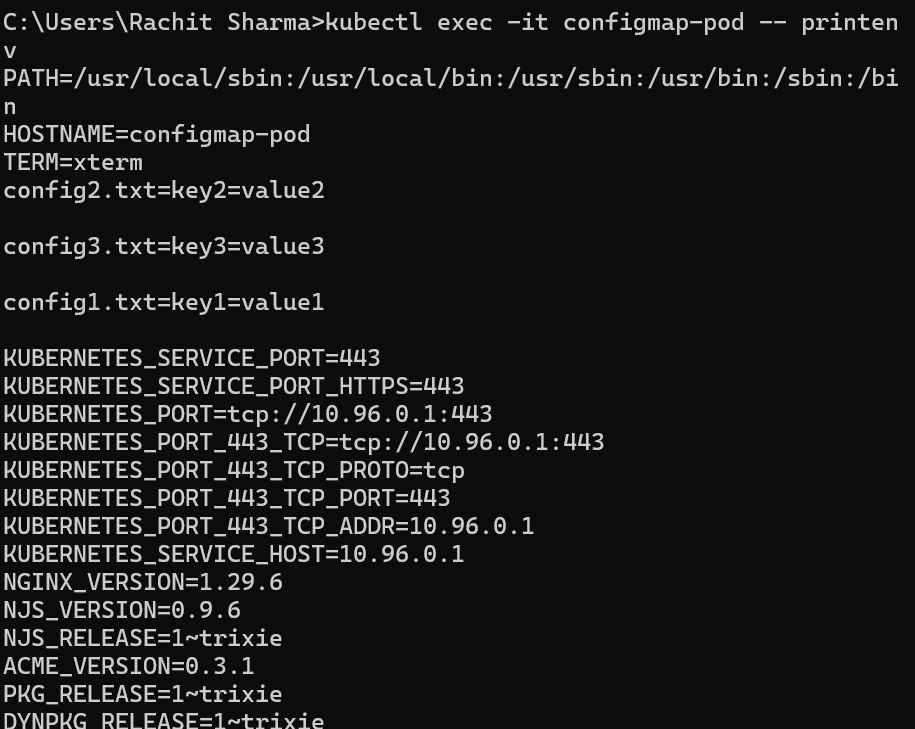 C:\Users\Rachit Sharma>kubectl exec -it configmap-pod -- printen
v
PATH=/usr/local/sbin:/usr/local/bin:/usr/sbin:/usr/bin:/sbin:/bi
n
HOSTNAME=configmap-pod
TERM=xterm
config2.txt=key2=value2
config3.txt=key3=value3
config1.txt=key1=value1
KUBERNETES_SERVICE_PORT=443
KUBERNETES_SERVICE_PORT_HTTPS=443
KUBERNETES_PORT=tcp://10.96.0.1:443
KUBERNETES_PORT_443_TCP=tcp://10.96.0.1:443
KUBERNETES_PORT_443_TCP_PROTO=tcp
KUBERNETES_PORT_443_TCP_PORT=443
KUBERNETES_PORT_443_TCP_ADDR=10.96.0.1
KUBERNETES_SERVICE_HOST=10.96.0.1
NGINX_VERSION=1.29.6
NJS_VERSION=0.9.6
NJS_RELEASE=1~trixie
ACME_VERSION=0.3.1
PKG_RELEASE=1~trixie
DYNPKG_RELEASE=1~trixie